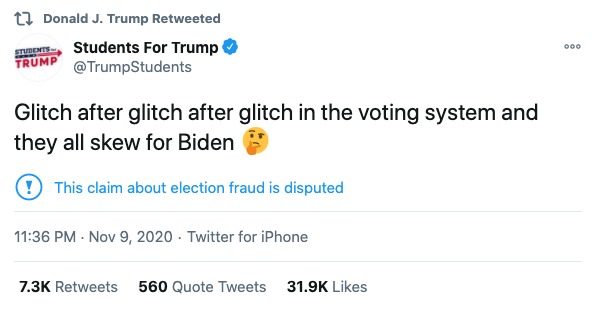 Donald J. Trump Retweeted
STUDENTS FOR
TRUMP
Students For Trump
@TrumpStudents
Glitch after glitch after glitch in the voting system and
they all skew for Biden 🤔
This claim about election fraud is disputed
11:36 PM · Nov 9, 2020 · Twitter for iPhone
7.3K Retweets 560 Quote Tweets 31.9K Likes